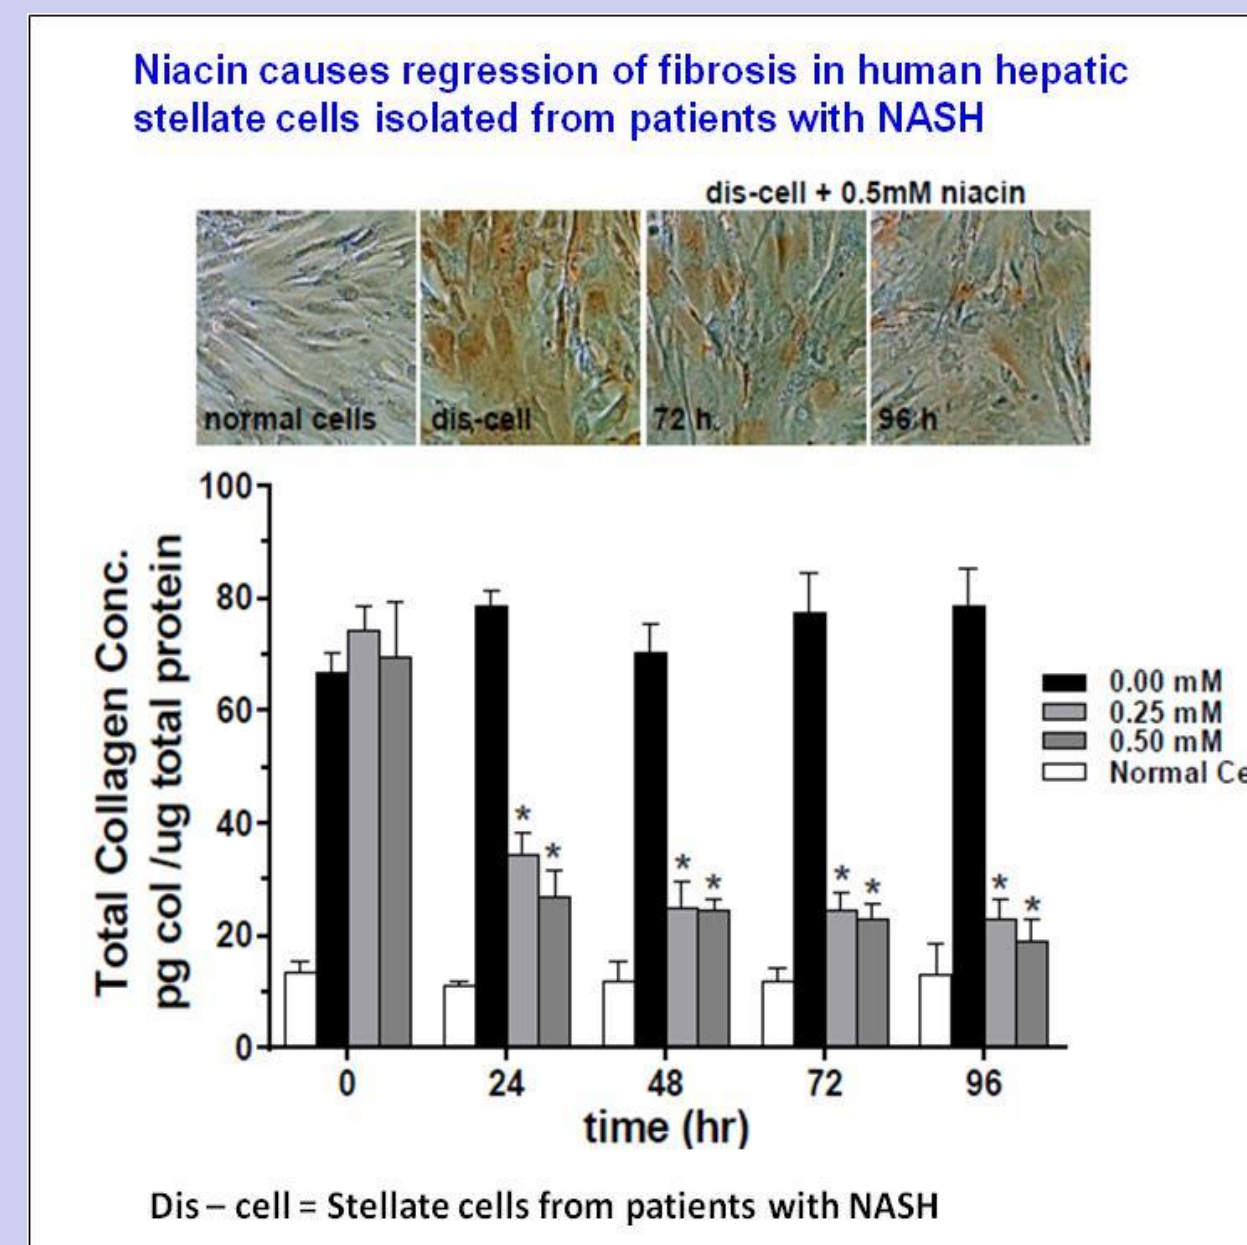 Niacin causes regression of fibrosis in human hepatic
stellate cells isolated from patients with NASH
dis-cell + 0.5mM niacin
normal cells
dis-cell
72 h
96 h
100
80
60
40
20
0
Total Collagen Conc.
pg col /ug total protein
*
*
*
*
*
*
*
*
0.00 mM
0.25 mM
0.50 mM
Normal Ce
0
24
48
72
96
time (hr)
Dis – cell = Stellate cells from patients with NASH